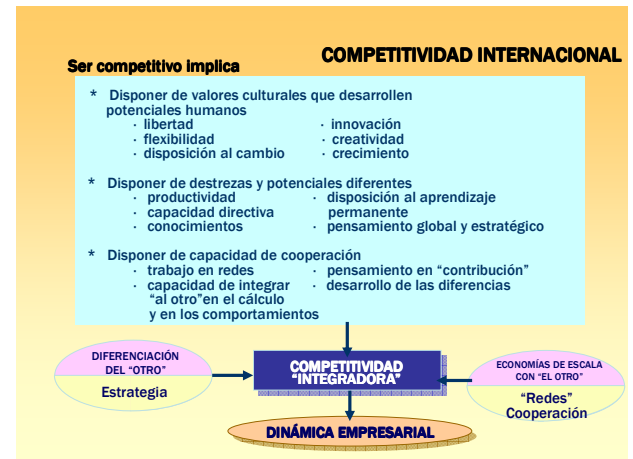 COMPETITIVIDAD INTERNACIONAL
Ser competitivo implica
* Disponer de valores culturales que desarrollen
potenciales humanos
· libertad · innovación
· flexibilidad · creatividad
· disposición al cambio · crecimiento
* Disponer de destrezas y potenciales diferentes
· productividad · disposición al aprendizaje
· capacidad directiva permanente
· conocimientos · pensamiento global y estratégico
* Disponer de capacidad de cooperación
· trabajo en redes · pensamiento en “contribución”
· capacidad de integrar · desarrollo de las diferencias
“al otro”en el cálculo
y en los comportamientos
DIFERENCIACIÓN
DEL “OTRO”
Estrategia
COMPETITIVIDAD
“INTEGRADORA”
ECONOMÍAS DE ESCALA
CON “EL OTRO”
“Redes”
Cooperación
DINÁMICA EMPRESARIAL